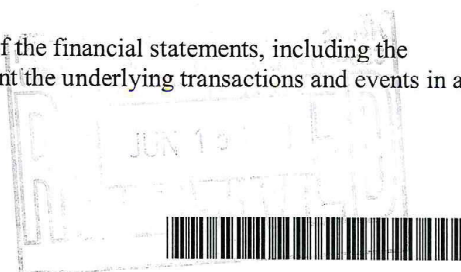 f the financial statements, including the
nt the underlying transactions and events in a
JUN 1